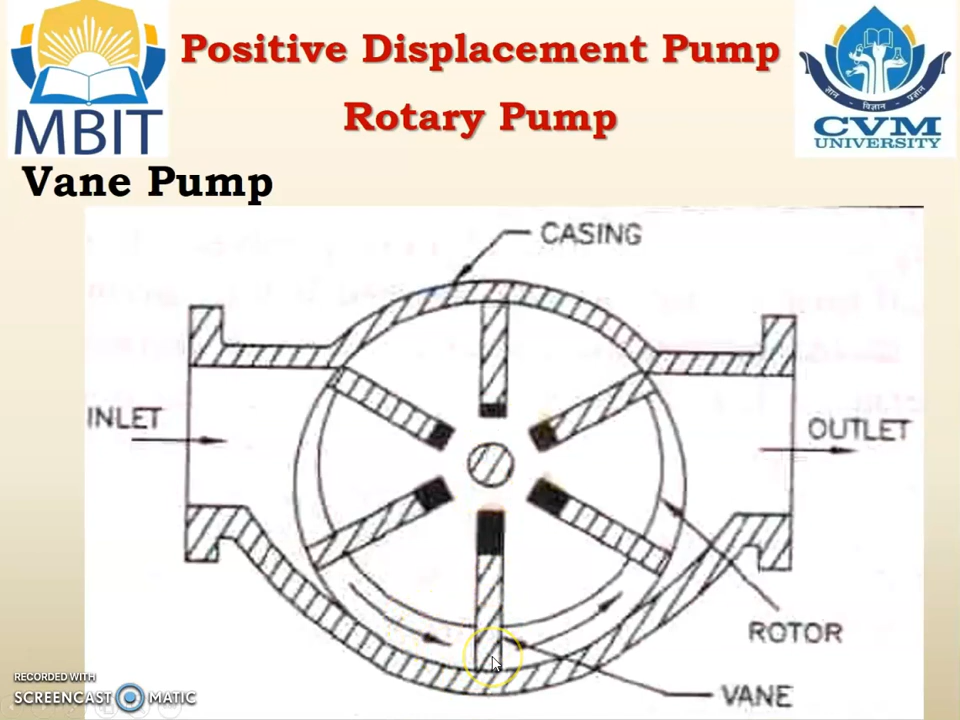 Positive Displacement Pump
Rotary Pump
MBIT
ज्ञान - विज्ञान - प्रज्ञान
CVM
UNIVERSITY
Vane Pump
CASING
INLET
OUTLET
ROTOR
VANE
RECORDED WITH
SCREENCAST MATIC